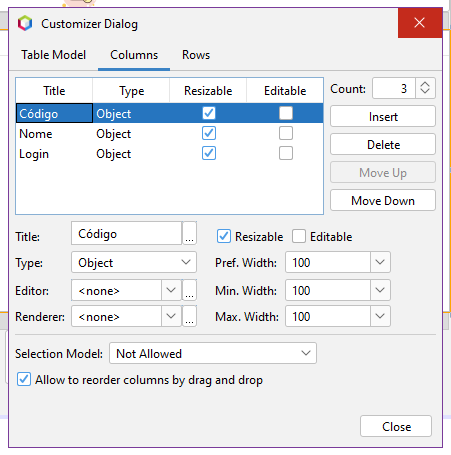 Customizer Dialog
Table Model Columns Rows
Title Type Resizable Editable
Count: 3
Código Object
Insert
Nome Object
Delete
Login Object
Move Up
Move Down
Title: Código ... Resizable Editable
Type: Object Pref. Width: 100
Editor: <none> ... Min. Width: 100
Renderer: <none> ... Max. Width: 100
Selection Model: Not Allowed
Allow to reorder columns by drag and drop
Close